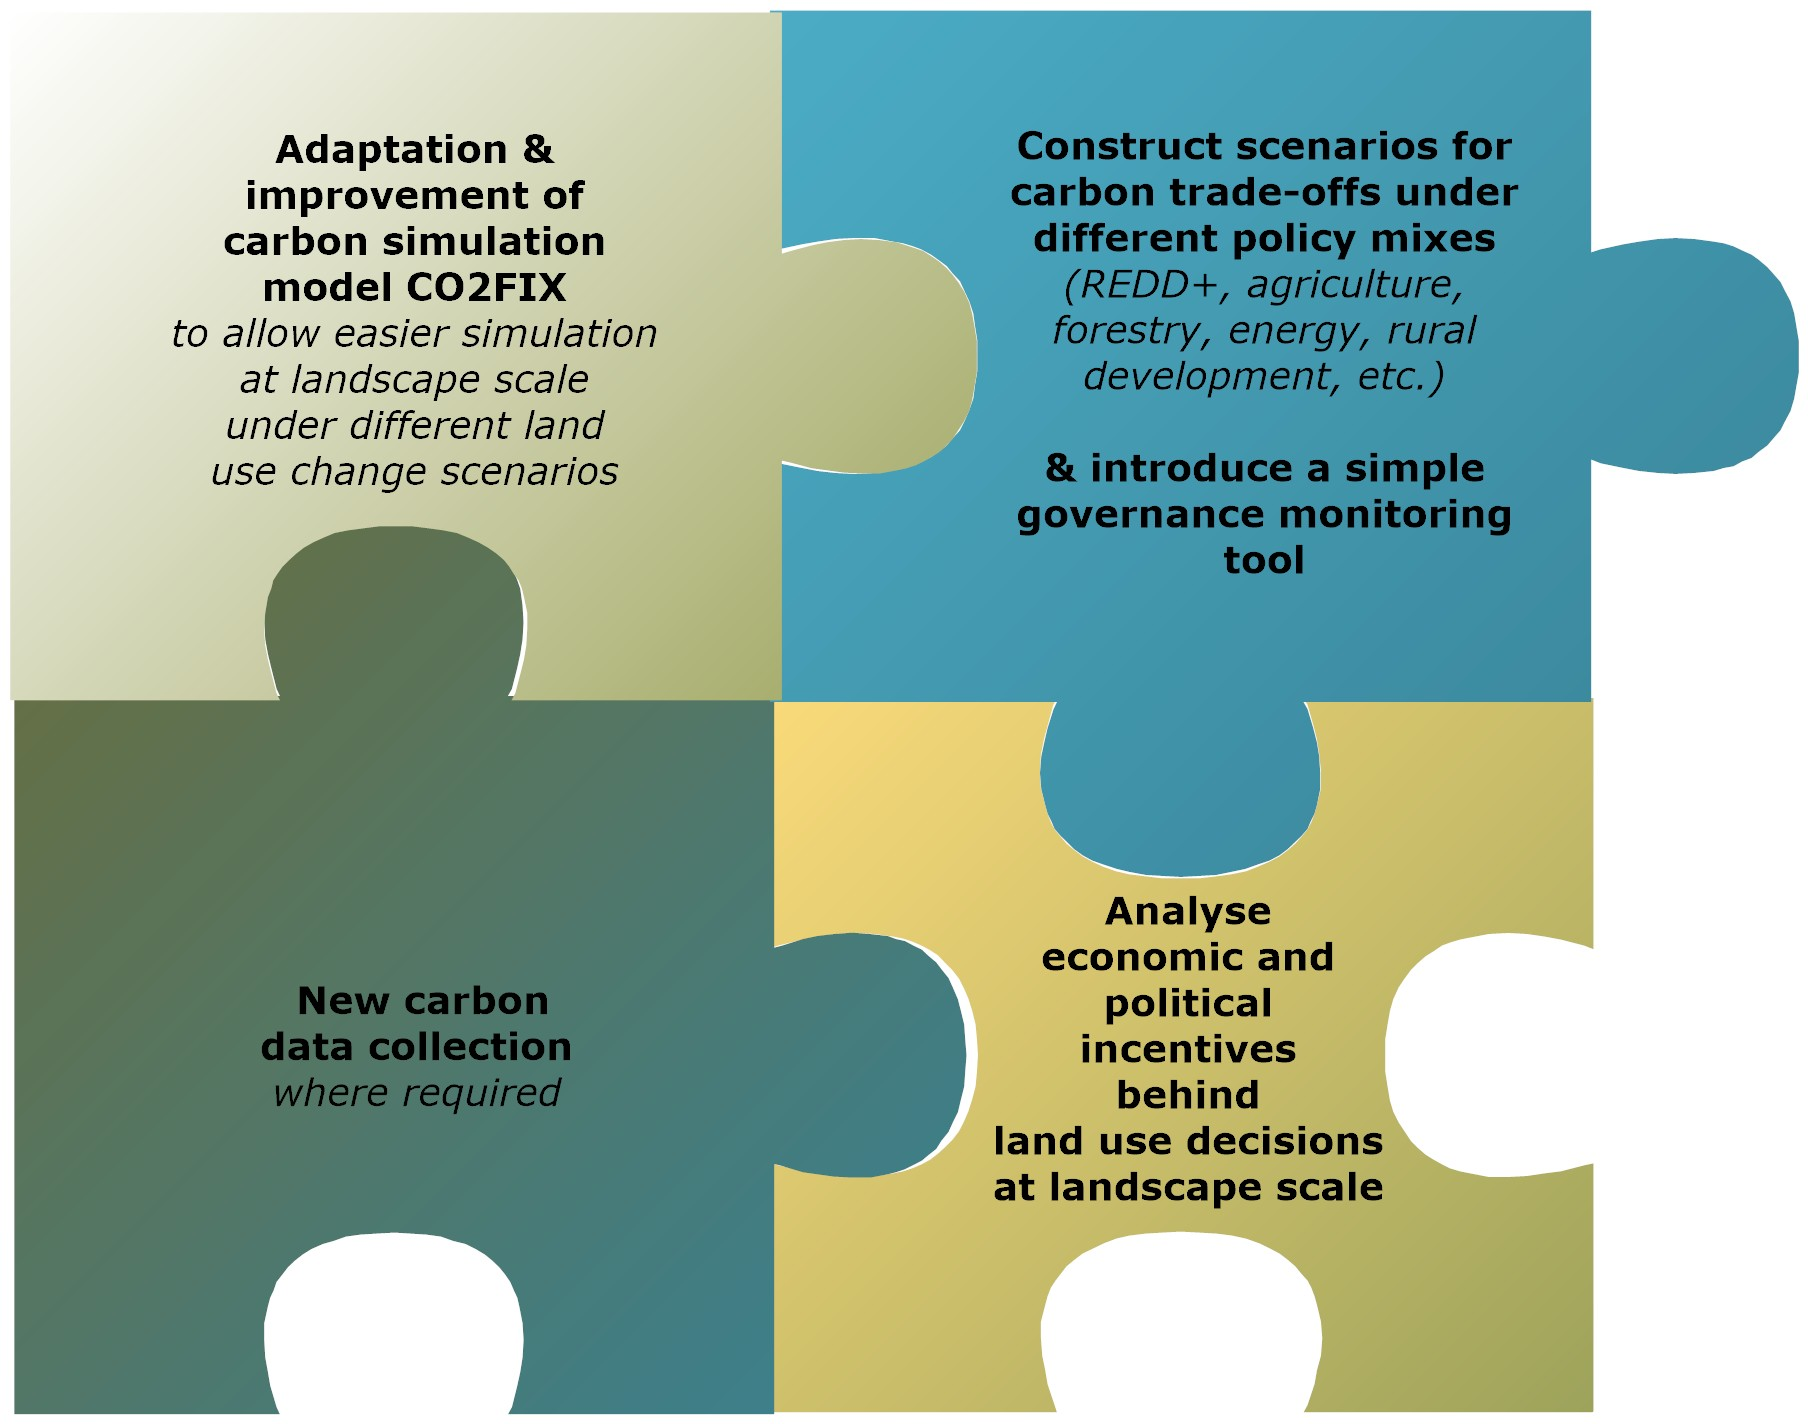 Adaptation &
improvement of
carbon simulation
model CO2FIX
to allow easier simulation
at landscape scale
under different land
use change scenarios
Construct scenarios for
carbon trade-offs under
different policy mixes
(REDD+, agriculture,
forestry, energy, rural
development, etc.)
& introduce a simple
governance monitoring
tool
New carbon
data collection
where required
Analyse
economic and
political
incentives
behind
land use decisions
at landscape scale